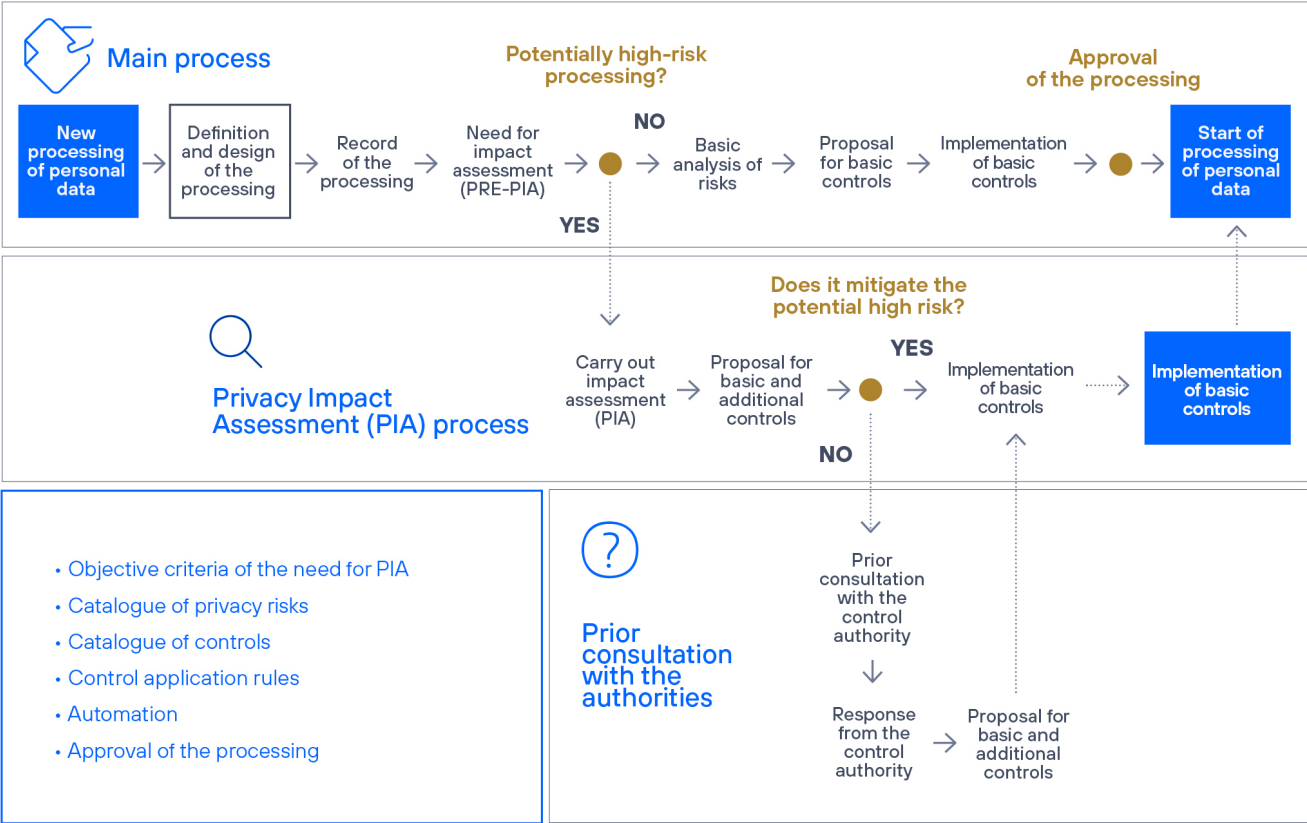 Main process
Potentially high-risk
processing?
Approval
of the processing
New
processing
of personal
data
Definition
and design
of the
processing
Record
of the
processing
Need for
impact
assessment
(PRE-PIA)
NO
YES
Basic
analysis of
risks
Proposal
for basic
controls
Implementation
of basic
controls
Start of
processing
of personal
data
Privacy Impact
Assessment (PIA) process
Does it mitigate the
potential high risk?
Carry out
impact
assessment
(PIA)
Proposal for
basic and
additional
controls
YES
NO
Implementation
of basic
controls
Implementation
of basic
controls
• Objective criteria of the need for PIA
• Catalogue of privacy risks
• Catalogue of controls
• Control application rules
• Automation
• Approval of the processing
?
Prior
consultation
with the
authorities
Prior
consultation
with the
control
authority
Response
from the
control
authority
Proposal for
basic and
additional
controls